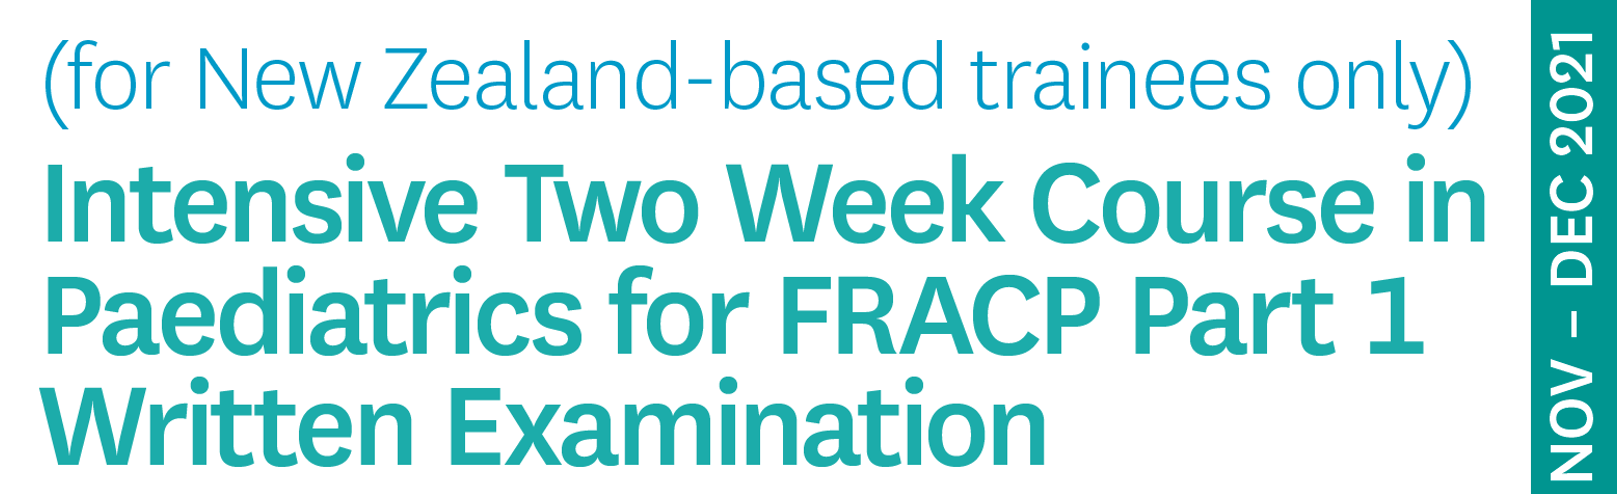 (for New Zealand-based trainees only)
Intensive Two Week Course in
Paediatrics for FRACP Part 1
Written Examination
NOV – DEC 2021